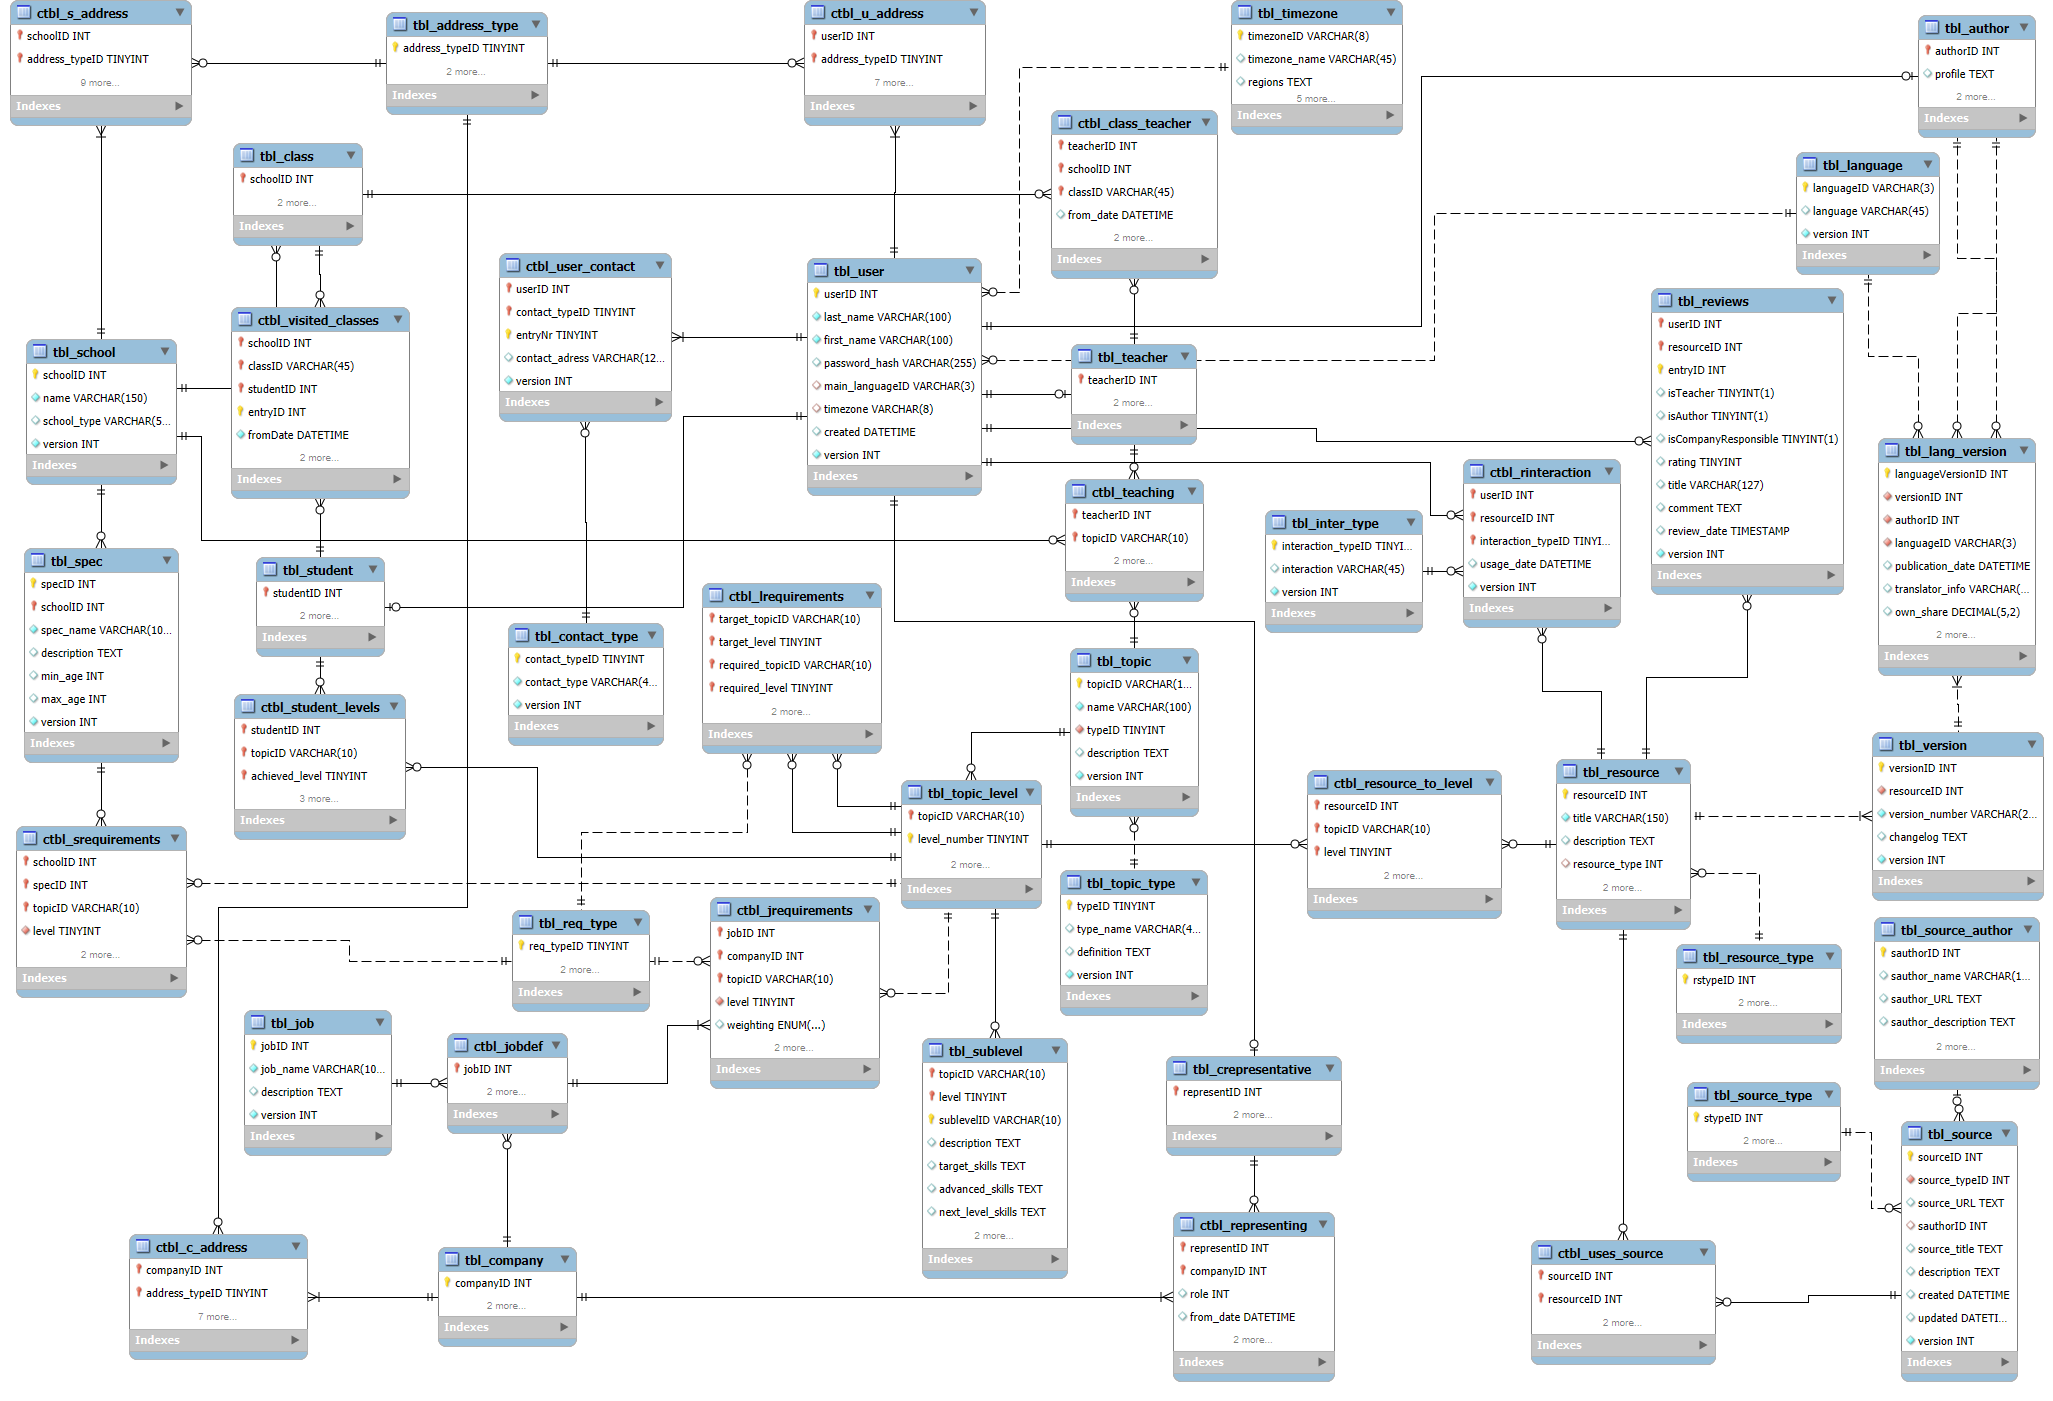 ctbl_s_address
schoolID INT
address_typeID TINYINT
9 more...
Indexes
tbl_address_type
address_typeID TINYINT
2 more...
Indexes
ctbl_u_address
userID INT
address_typeID TINYINT
7 more...
Indexes
tbl_timezone
timezoneID VARCHAR(8)
timezone_name VARCHAR(45)
regions TEXT
5 more...
Indexes
tbl_author
authorID INT
profile TEXT
2 more...
Indexes
tbl_class
schoolID INT
2 more...
Indexes
ctbl_class_teacher
teacherID INT
schoolID INT
classID VARCHAR(45)
from_date DATETIME
2 more...
Indexes
tbl_language
languageID VARCHAR(3)
language VARCHAR(45)
version INT
Indexes
ctbl_user_contact
userID INT
contact_typeID TINYINT
entryNr TINYINT
contact_adress VARCHAR(12...
version INT
Indexes
tbl_user
userID INT
last_name VARCHAR(100)
first_name VARCHAR(100)
password_hash VARCHAR(255)
main_languageID VARCHAR(3)
timezone VARCHAR(8)
created DATETIME
version INT
Indexes
tbl_reviews
userID INT
resourceID INT
entryID INT
isTeacher TINYINT(1)
isAuthor TINYINT(1)
isCompanyResponsible TINYINT(1)
rating TINYINT
title VARCHAR(127)
comment TEXT
review_date TIMESTAMP
version INT
Indexes
ctbl_visited_classes
schoolID INT
classID VARCHAR(45)
studentID INT
entryID INT
fromDate DATETIME
2 more...
Indexes
tbl_school
schoolID INT
name VARCHAR(150)
school_type VARCHAR(5...
version INT
Indexes
tbl_teacher
teacherID INT
2 more...
Indexes
tbl_lang_version
languageVersionID INT
versionID INT
authorID INT
languageID VARCHAR(3)
publication_date DATETIME
translator_info VARCHAR(...
own_share DECIMAL(5,2)
2 more...
Indexes
ctbl_rinteraction
userID INT
resourceID INT
interaction_typeID TINYI...
usage_date DATETIME
version INT
Indexes
ctbl_teaching
teacherID INT
topicID VARCHAR(10)
2 more...
Indexes
tbl_inter_type
interaction_typeID TINYI...
interaction VARCHAR(45)
version INT
Indexes
tbl_spec
specID INT
schoolID INT
spec_name VARCHAR(10...
description TEXT
min_age INT
max_age INT
version INT
Indexes
tbl_student
studentID INT
2 more...
Indexes
ctbl_lrequirements
target_topicID VARCHAR(10)
target_level TINYINT
required_topicID VARCHAR(10)
required_level TINYINT
2 more...
Indexes
tbl_contact_type
contact_typeID TINYINT
contact_type VARCHAR(4...
version INT
Indexes
tbl_topic
topicID VARCHAR(1...
name VARCHAR(100)
typeID TINYINT
description TEXT
version INT
Indexes
ctbl_student_levels
studentID INT
topicID VARCHAR(10)
achieved_level TINYINT
3 more...
Indexes
tbl_version
versionID INT
resourceID INT
version_number VARCHAR(2...
changelog TEXT
version INT
Indexes
tbl_resource
resourceID INT
title VARCHAR(150)
description TEXT
resource_type INT
2 more...
Indexes
ctbl_resource_to_level
resourceID INT
topicID VARCHAR(10)
level TINYINT
2 more...
Indexes
tbl_topic_level
topicID VARCHAR(10)
level_number TINYINT
2 more...
Indexes
ctbl_srequirements
schoolID INT
specID INT
topicID VARCHAR(10)
level TINYINT
2 more...
Indexes
tbl_topic_type
typeID TINYINT
type_name VARCHAR(4...
definition TEXT
version INT
Indexes
ctbl_jrequirements
jobID INT
companyID INT
topicID VARCHAR(10)
level TINYINT
weighting ENUM(...)
2 more...
Indexes
tbl_req_type
req_typeID TINYINT
2 more...
Indexes
tbl_source_author
sauthorID INT
sauthor_name VARCHAR(1...
sauthor_URL TEXT
sauthor_description TEXT
2 more...
Indexes
tbl_resource_type
rstypeID INT
2 more...
Indexes
tbl_job
jobID INT
job_name VARCHAR(10...
description TEXT
version INT
Indexes
ctbl_jobdef
jobID INT
2 more...
Indexes
tbl_sublevel
topicID VARCHAR(10)
level TINYINT
sublevelID VARCHAR(10)
description TEXT
target_skills TEXT
advanced_skills TEXT
next_level_skills TEXT
2 more...
Indexes
tbl_crepresentative
representID INT
2 more...
Indexes
tbl_source_type
stypeID INT
2 more...
Indexes
tbl_source
sourceID INT
source_typeID INT
source_URL TEXT
sauthorID INT
source_title TEXT
description TEXT
created DATETIME
updated DATETI...
version INT
Indexes
ctbl_representing
representID INT
companyID INT
role INT
from_date DATETIME
2 more...
Indexes
ctbl_c_address
companyID INT
address_typeID TINYINT
7 more...
Indexes
tbl_company
companyID INT
2 more...
Indexes
ctbl_uses_source
sourceID INT
resourceID INT
2 more...
Indexes